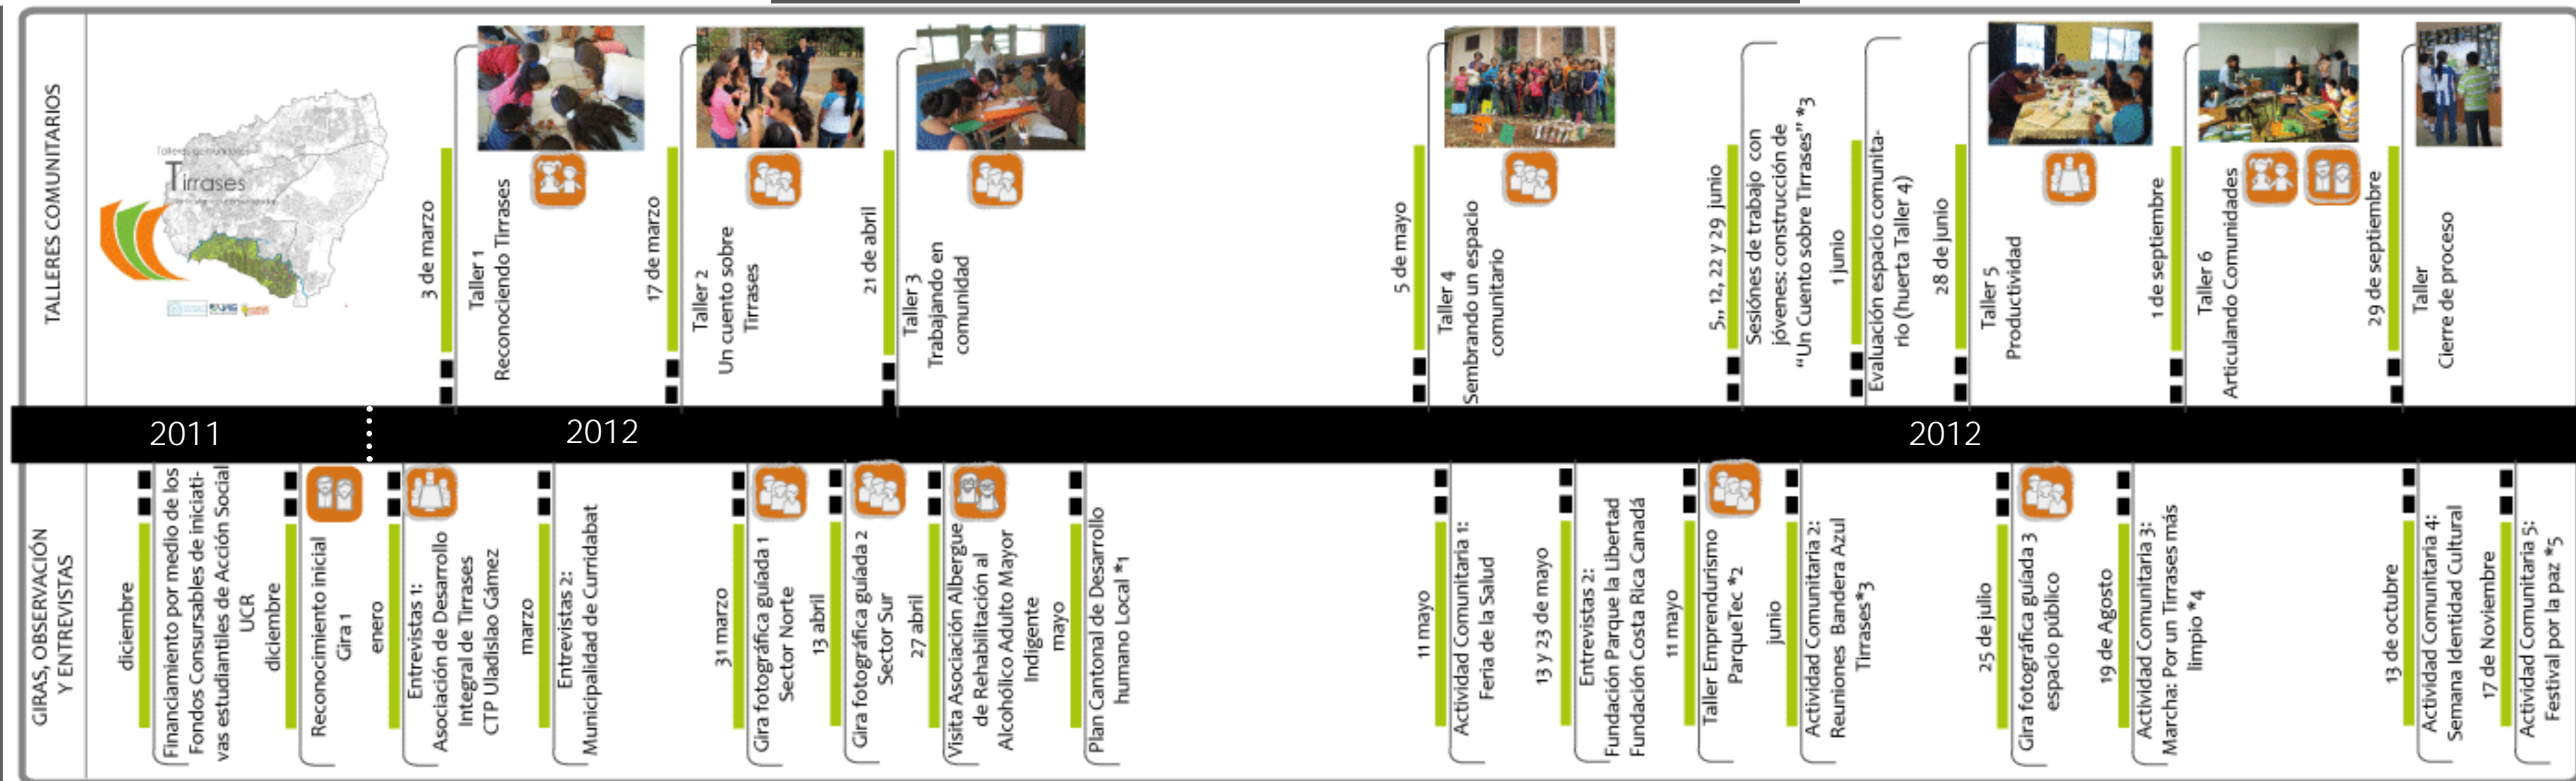 TALLERES COMUNITARIOS
Talleres comunitarios
Tirrases
3 de marzo
Taller 1
Reconociendo Tirrases
17 de marzo
Taller 2
Un cuento sobre
Tirrases
21 de abril
Taller 3
Trabajando en
comunidad
5 de mayo
Taller 4
Sembrando un espacio
comunitario
5,, 12, 22 y 29 junio
Sesiónes de trabajo con
jóvenes: construcción de
“Un Cuento sobre Tirrases” *3
1 junio
Evaluación espacio comunita-
rio (huerta Taller 4)
28 de junio
Taller 5
Productividad
1 de septiembre
Taller 6
Articulando Comunidades
29 de septiembre
Taller
Cierre de proceso
2011
2012
2012
GIRAS, OBSERVACIÓN
Y ENTREVISTAS
diciembre
Financiamiento por medio de los
Fondos Consursables de iniciati-
vas estudiantiles de Acción Social
UCR
diciembre
Reconocimiento inicial
Gira 1
enero
Entrevistas 1:
Asociación de Desarrollo
Integral de Tirrases
CTP Uladislao Gámez
marzo
Entrevistas 2:
Municipalidad de Curridabat
31 marzo
Gira fotográfica guíada 1
Sector Norte
13 abril
Gira fotográfica guíada 2
Sector Sur
27 abril
Visita Asociación Albergue
de Rehabilitación al
Alcohólico Adulto Mayor
Indigente
mayo
Plan Cantonal de Desarrollo
humano Local *1
11 mayo
Actividad Comunitaria 1:
Feria de la Salud
13 y 23 de mayo
Entrevistas 2:
Fundación Parque la Libertad
Fundación Costa Rica Canadá
11 mayo
Taller Emprendurismo
ParqueTec *2
junio
Actividad Comunitaria 2:
Reuniones Bandera Azul
Tirrases*3
25 de julio
Gira fotográfica guíada 3
espacio público
19 de Agosto
Actividad Comunitaria 3:
Marcha: Por un Tirrases más
limpio *4
13 de octubre
Actividad Comunitaria 4:
Semana Identidad Cultural
17 de Noviembre
Actividad Comunitaria 5:
Festival por la paz *5